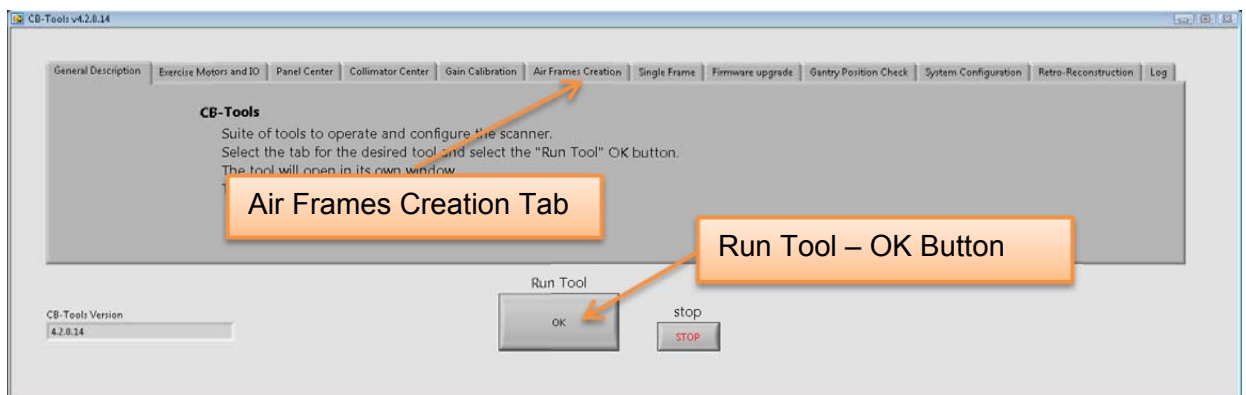 CB-Tools v4.2.0.14
General Description Exercise Motors and IO Panel Center Collimator Center Gain Calibration Air Frames Creation Single Frame Firmware upgrade Gantry Position Check System Configuration Retro-Reconstruction Log
CB-Tools
Suite of tools to operate and configure the scanner.
Select the tab for the desired tool and select the "Run Tool" OK button.
The tool will open in its own window
Air Frames Creation Tab
Run Tool – OK Button
Run Tool
OK
stop
STOP
CB-Tools Version
4.2.0.14